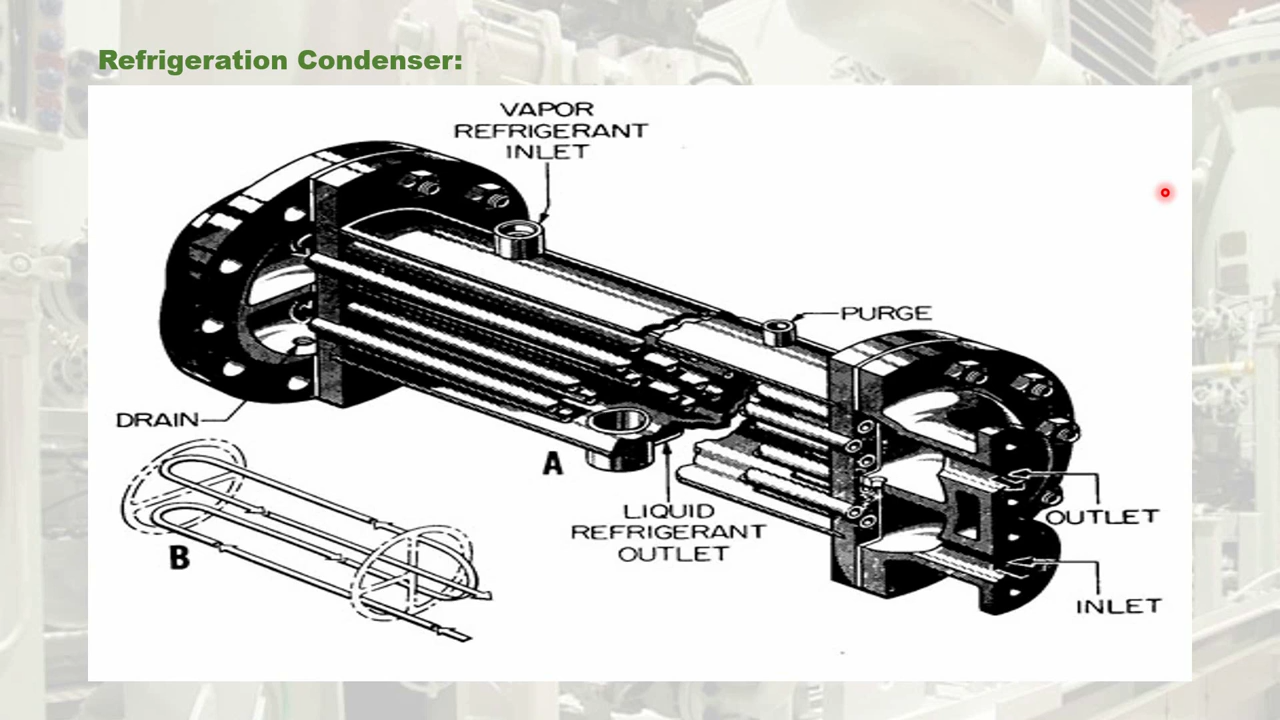 Refrigeration Condenser:
VAPOR
REFRIGERANT
INLET
PURGE
DRAIN
A
LIQUID
REFRIGERANT
OUTLET
OUTLET
B
INLET